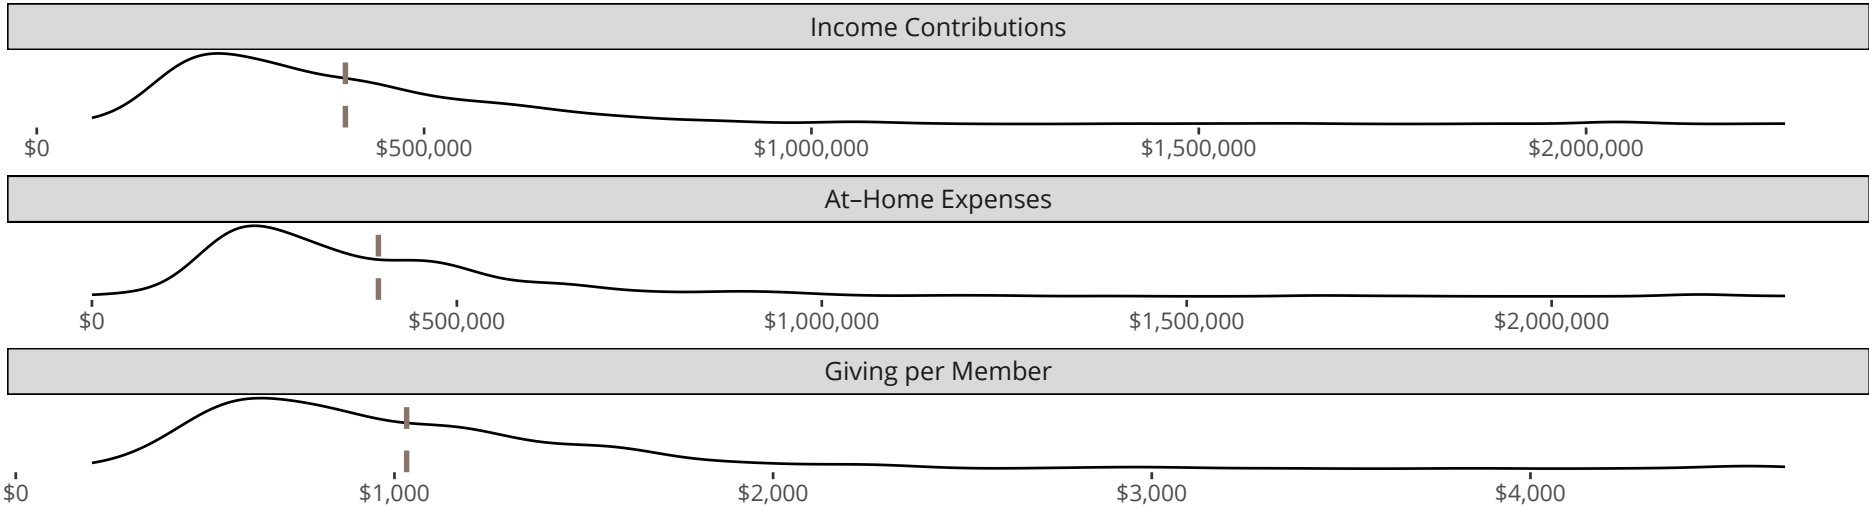 Income Contributions
$0 $500,000 $1,000,000 $1,500,000 $2,000,000
At–Home Expenses
$0 $500,000 $1,000,000 $1,500,000 $2,000,000
Giving per Member
$0 $1,000 $2,000 $3,000 $4,000